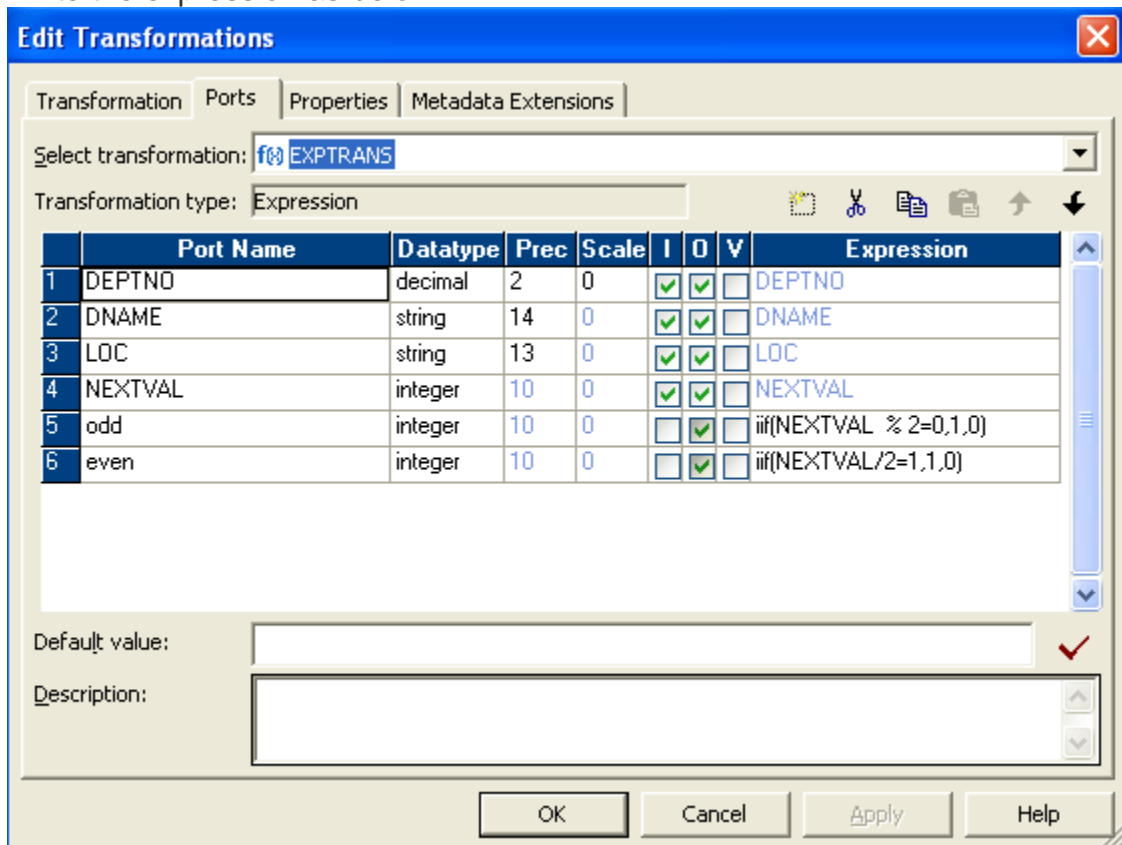 Edit Transformations
Transformation Ports Properties Metadata Extensions
Select transformation: f(x) EXPTRANS
Transformation type: Expression
Port Name Datatype Prec Scale I O V Expression
1 DEPTNO decimal 2 0 DEPTNO
2 DNAME string 14 0 DNAME
3 LOC string 13 0 LOC
4 NEXTVAL integer 10 0 NEXTVAL
5 odd integer 10 0 iif(NEXTVAL % 2=0,1,0)
6 even integer 10 0 iif(NEXTVAL/2=1,1,0)
Default value:
Description:
OK Cancel Apply Help